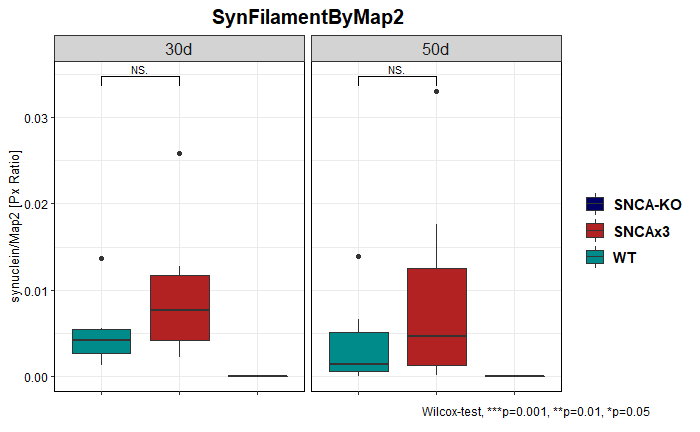 SynFilamentByMap2
30d
50d
NS.
NS.
synuclein/Map2 [Px Ratio]
0.03
0.02
0.01
0.00
SNCA-KO
SNCAx3
WT
Wilcox-test, ***p=0.001, **p=0.01, *p=0.05